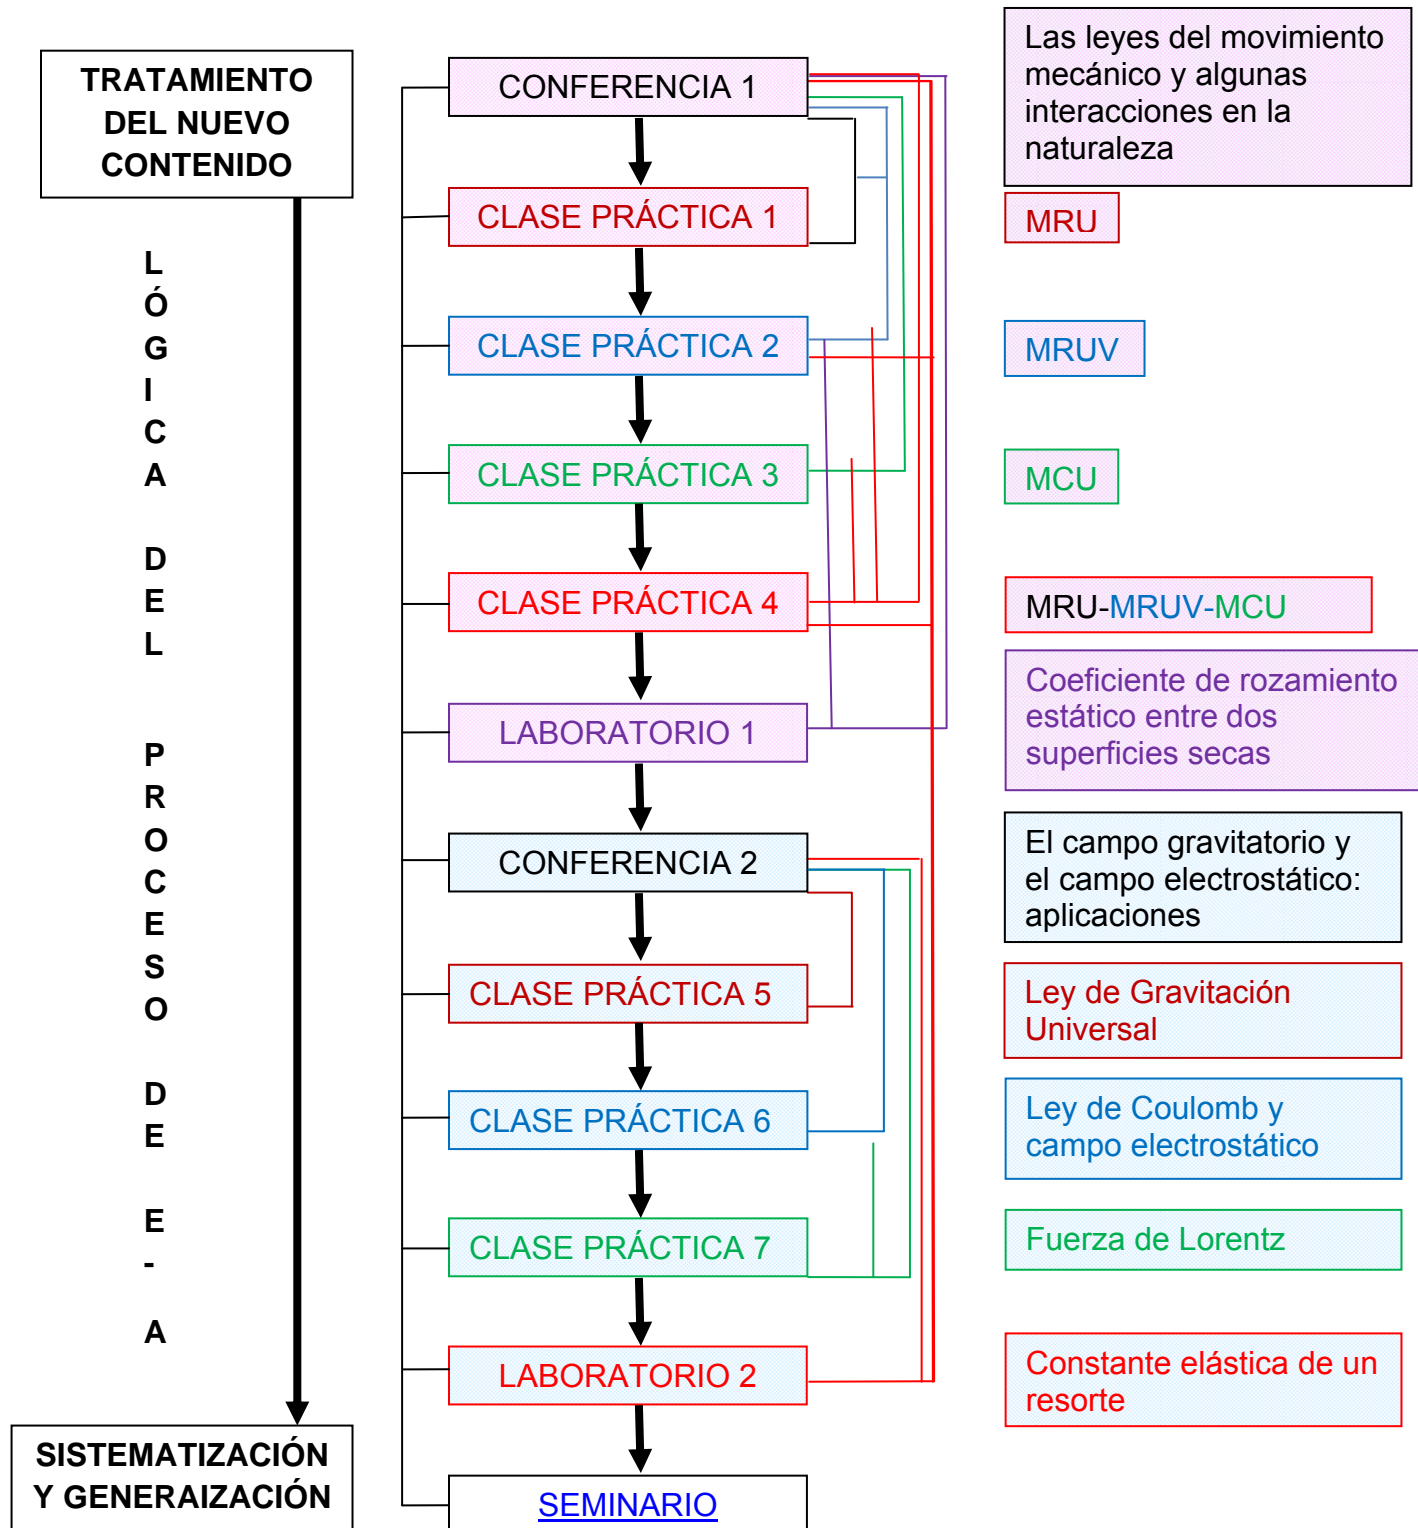 TRATAMIENTO
DEL NUEVO
CONTENIDO
L
Ó
G
I
C
A
D
E
L
P
R
O
C
E
S
O
D
E
E
-
A
SISTEMATIZACIÓN
Y GENERAIZACIÓN
CONFERENCIA 1
CLASE PRÁCTICA 1
CLASE PRÁCTICA 2
CLASE PRÁCTICA 3
CLASE PRÁCTICA 4
LABORATORIO 1
CONFERENCIA 2
CLASE PRÁCTICA 5
CLASE PRÁCTICA 6
CLASE PRÁCTICA 7
LABORATORIO 2
SEMINARIO
Las leyes del movimiento
mecánico y algunas
interacciones en la
naturaleza
MRU
MRUV
MCU
MRU-MRUV-MCU
Coeficiente de rozamiento
estático entre dos
superficies secas
El campo gravitatorio y
el campo electrostático:
aplicaciones
Ley de Gravitación
Universal
Ley de Coulomb y
campo electrostático
Fuerza de Lorentz
Constante elástica de un
resorte